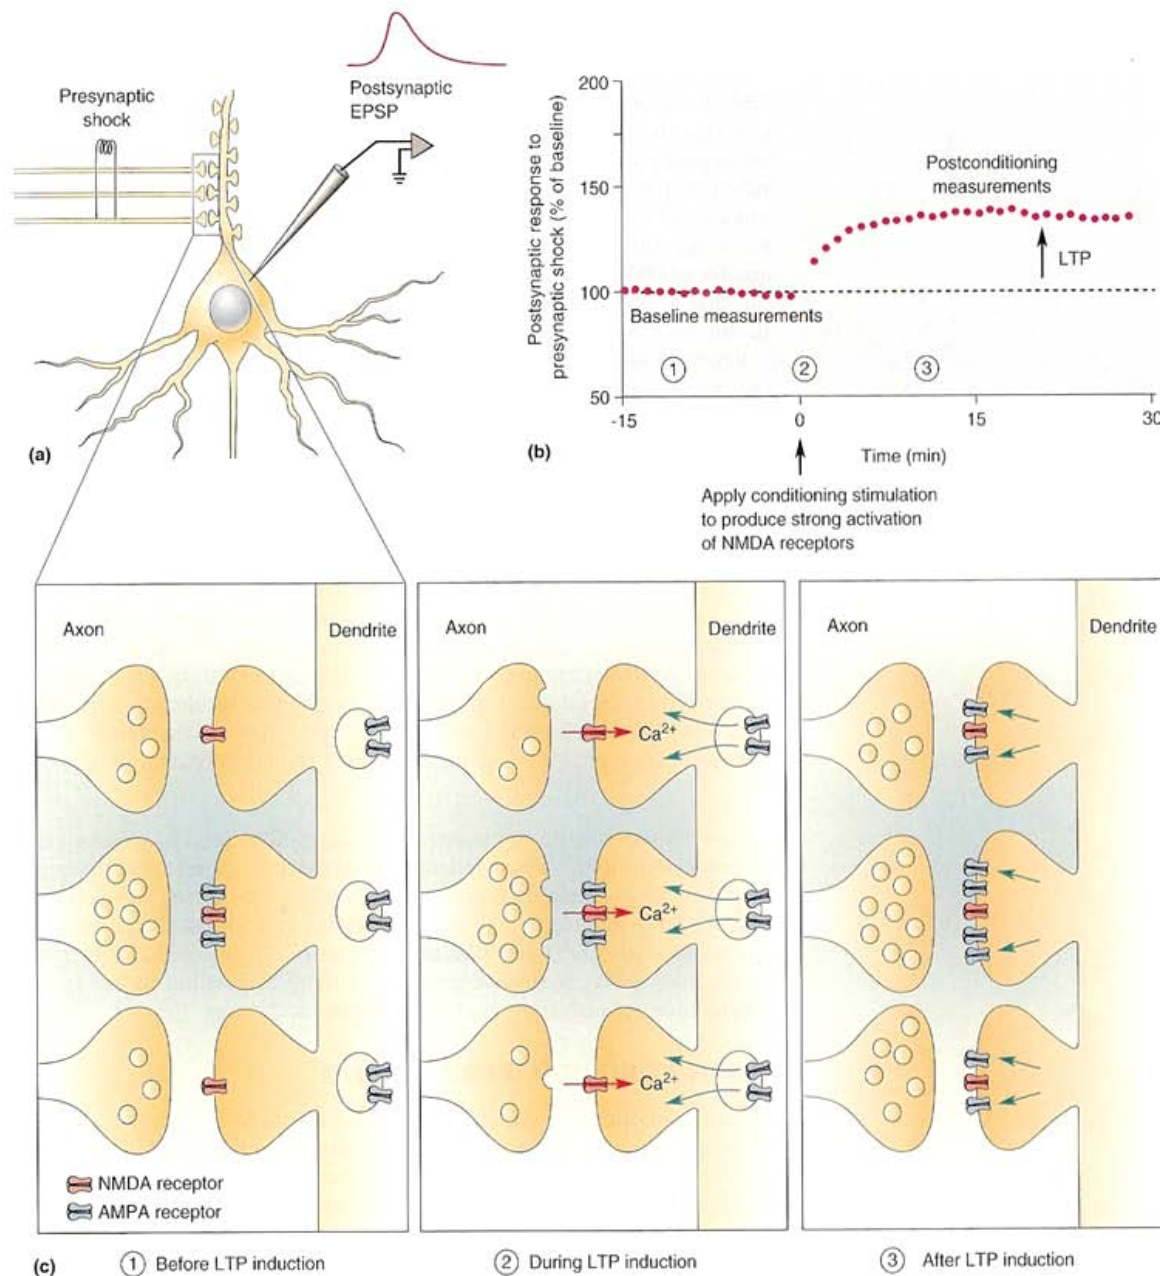 Presynaptic
shock
Postsynaptic
EPSP
(a)
Postsynaptic response to
presynaptic shock (% of baseline)
200
150
100
50
Postconditioning
measurements
LTP
Baseline measurements
1
2
3
-15
0
15
30
(b)
Time (min)
Apply conditioning stimulation
to produce strong activation
of NMDA receptors
Axon
Dendrite
NMDA receptor
AMPA receptor
Axon
Dendrite
Ca²⁺
Ca²⁺
Ca²⁺
Axon
Dendrite
(c)
1 Before LTP induction
2 During LTP induction
3 After LTP induction